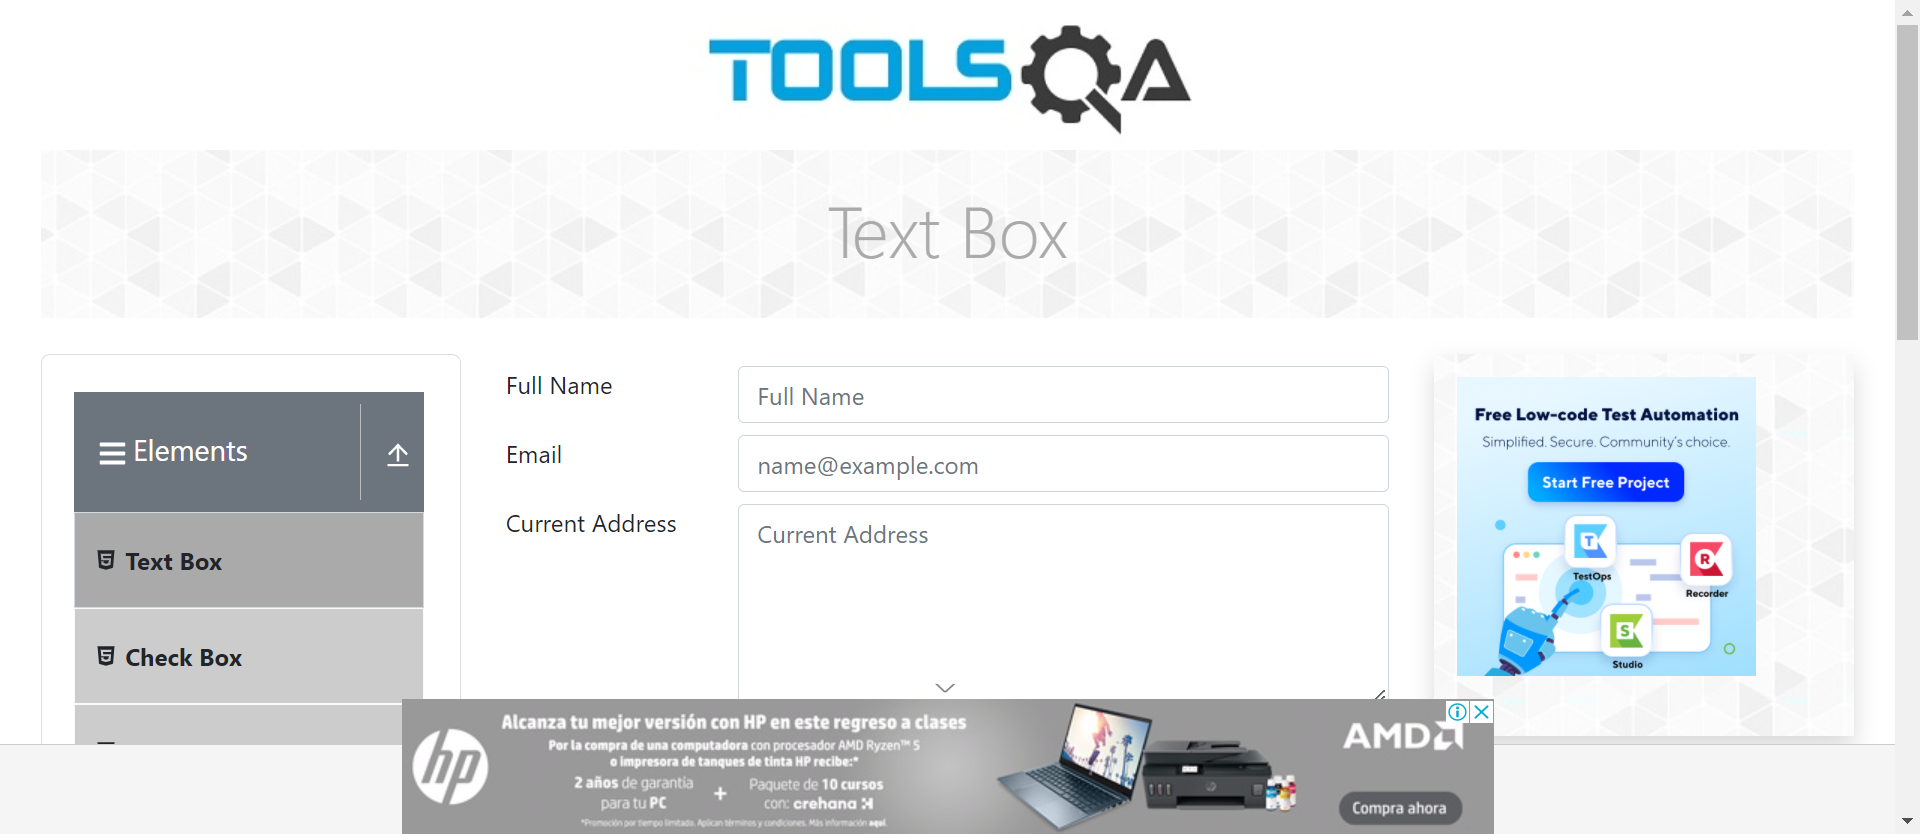 TOOLSQA
Text Box
Elements
Text Box
Check Box
Full Name
Full Name
Email
name@example.com
Current Address
Current Address
Free Low-code Test Automation
Simplified. Secure. Community's choice.
Start Free Project
TestOps
Recorder
Studio
hp
Alcanza tu mejor versión con HP en este regreso a clases
Por la compra de una computadora con procesador AMD Ryzen™ 5
o impresora de tanques de tinta HP recibe:*
2 años de garantía
para tu PC
+
Paquete de 10 cursos
con: crehana
*Promoción por tiempo limitado. Aplican términos y condiciones. Más información aquí.
AMD
Compra ahora